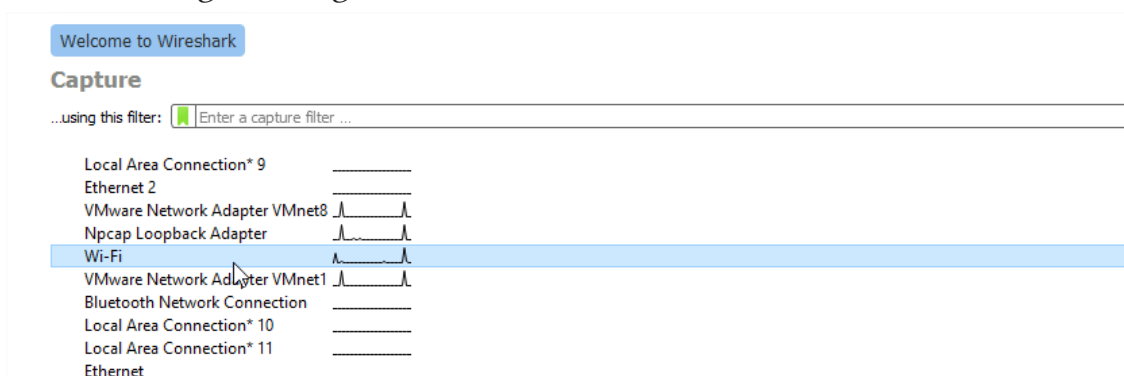 Welcome to Wireshark
Capture
...using this filter: Enter a capture filter ...
Local Area Connection* 9
Ethernet 2
VMware Network Adapter VMnet8
Npcap Loopback Adapter
Wi-Fi
VMware Network Adapter VMnet1
Bluetooth Network Connection
Local Area Connection* 10
Local Area Connection* 11
Ethernet